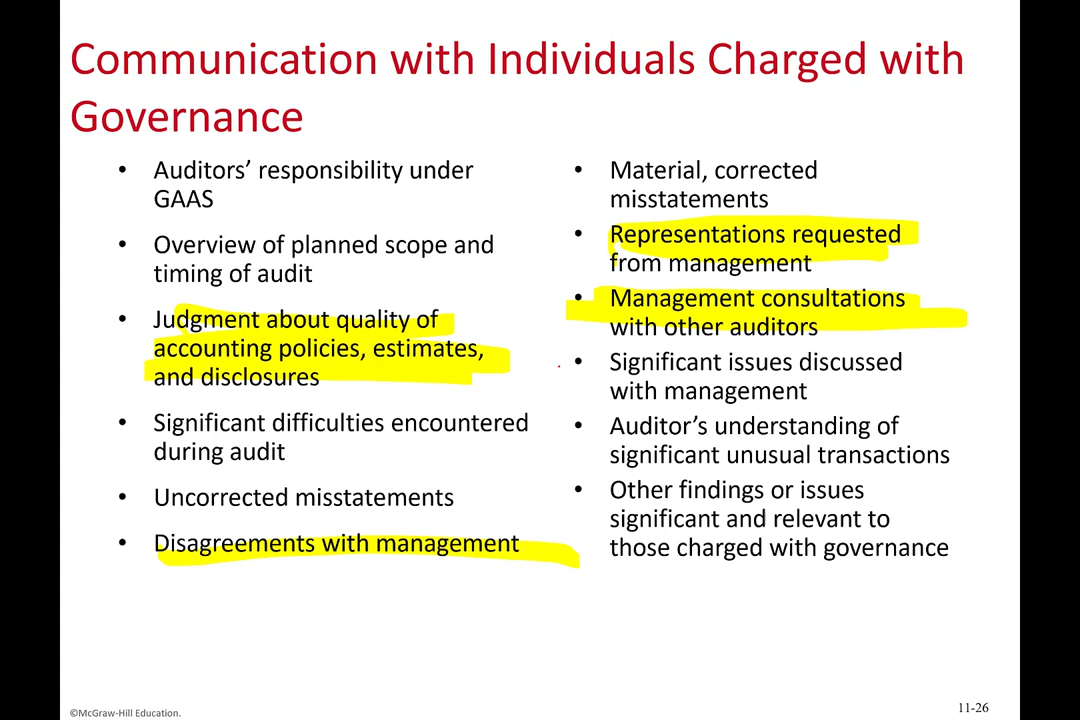 Communication with Individuals Charged with
Governance
• Auditors’ responsibility under
GAAS
• Overview of planned scope and
timing of audit
• Judgment about quality of
accounting policies, estimates,
and disclosures
• Significant difficulties encountered
during audit
• Uncorrected misstatements
• Disagreements with management
• Material, corrected
misstatements
• Representations requested
from management
• Management consultations
with other auditors
• Significant issues discussed
with management
• Auditor’s understanding of
significant unusual transactions
• Other findings or issues
significant and relevant to
those charged with governance
©McGraw-Hill Education.
11-26